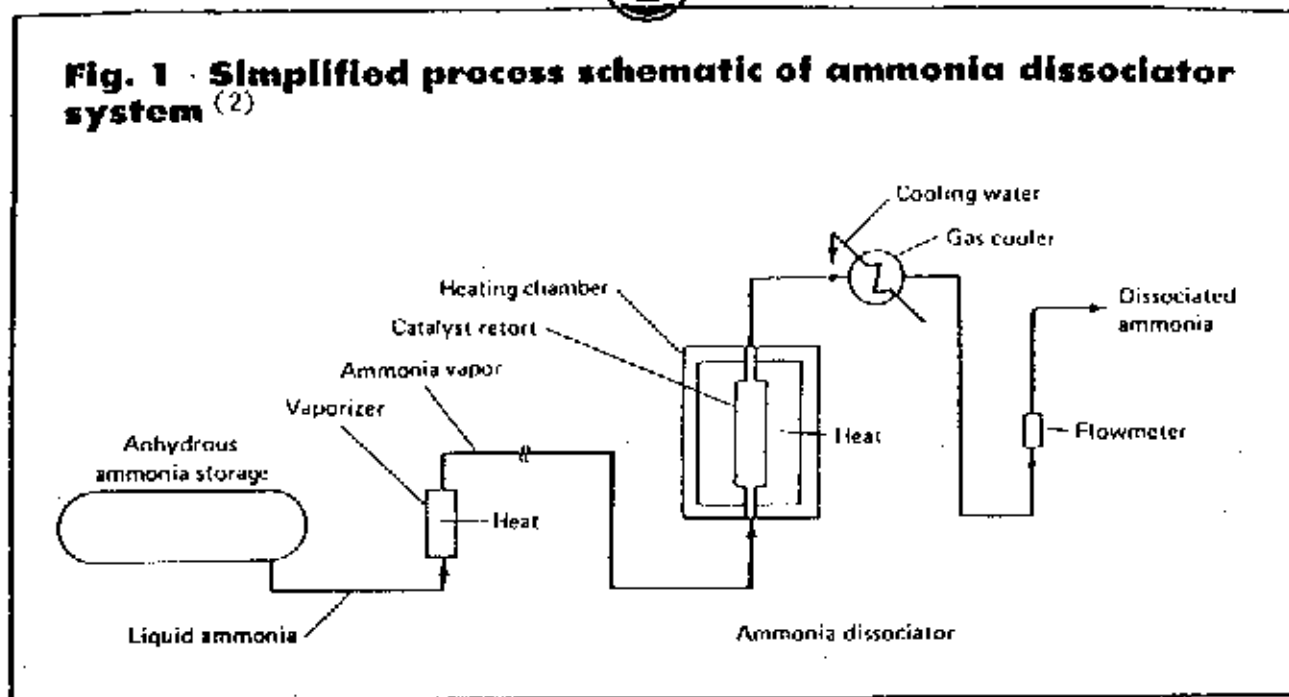 Fig. 1 Simplified process schematic of ammonia dissociator
system (2)
Cooling water
Gas cooler
Heating chamber
Dissociated
ammonia
Catalyst retort
Ammonia vapor
Vaporizer
Heat
Flowmeter
Anhydrous
ammonia storage
Heat
Liquid ammonia
Ammonia dissociator